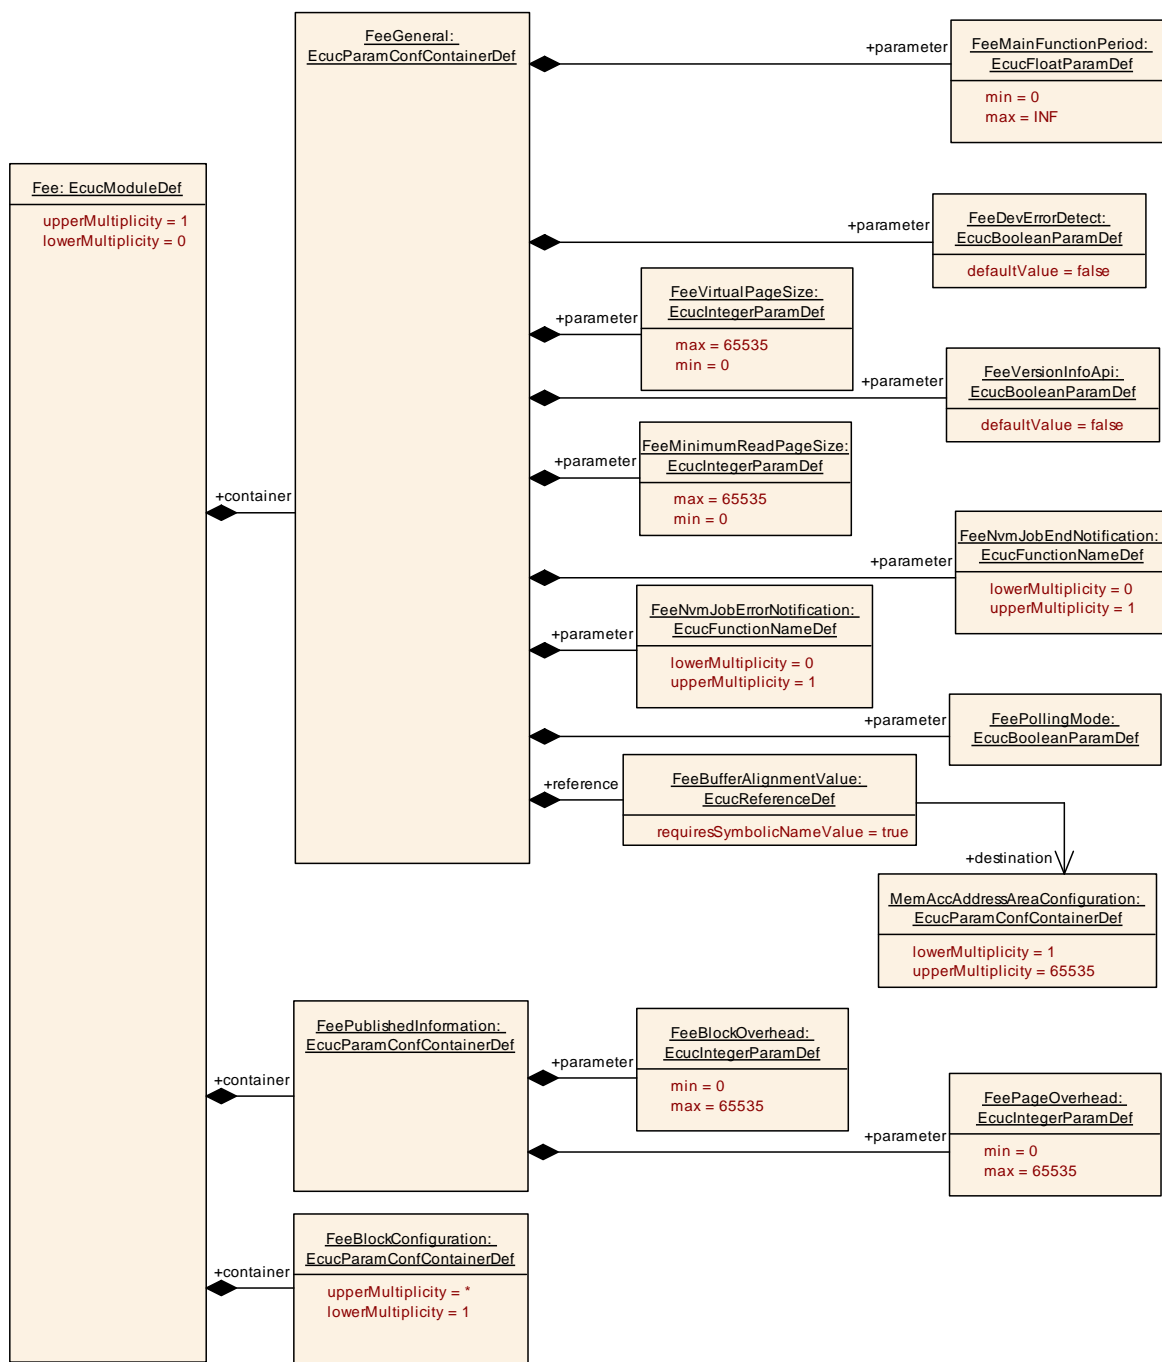 FeeGeneral:
EcucParamConfContainerDef
+parameter
FeeMainFunctionPeriod:
EcucFloatParamDef
min = 0
max = INF
Fee: EcucModuleDef
upperMultiplicity = 1
lowerMultiplicity = 0
+parameter
FeeDevErrorDetect:
EcucBooleanParamDef
defaultValue = false
+parameter
FeeVirtualPageSize:
EcucIntegerParamDef
max = 65535
min = 0
+parameter
FeeVersionInfoApi:
EcucBooleanParamDef
defaultValue = false
+parameter
FeeMinimumReadPageSize:
EcucIntegerParamDef
max = 65535
min = 0
+container
+parameter
FeeNvmJobEndNotification:
EcucFunctionNameDef
lowerMultiplicity = 0
upperMultiplicity = 1
+parameter
FeeNvmJobErrorNotification:
EcucFunctionNameDef
lowerMultiplicity = 0
upperMultiplicity = 1
+parameter
FeePollingMode:
EcucBooleanParamDef
+reference
FeeBufferAlignmentValue:
EcucReferenceDef
requiresSymbolicNameValue = true
+destination
MemAccAddressAreaConfiguration:
EcucParamConfContainerDef
lowerMultiplicity = 1
upperMultiplicity = 65535
+container
FeePublishedInformation:
EcucParamConfContainerDef
+parameter
FeeBlockOverhead:
EcucIntegerParamDef
min = 0
max = 65535
+parameter
FeePageOverhead:
EcucIntegerParamDef
min = 0
max = 65535
+container
FeeBlockConfiguration:
EcucParamConfContainerDef
upperMultiplicity = *
lowerMultiplicity = 1